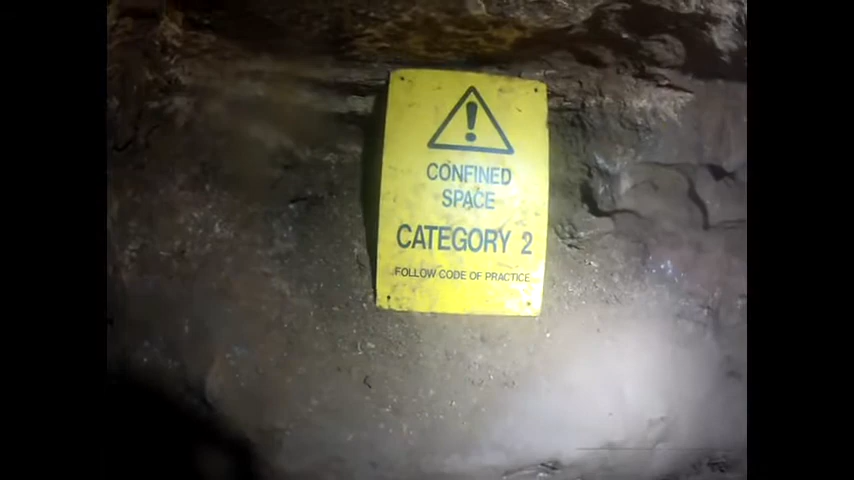 CONFINED
SPACE
CATEGORY 2
FOLLOW CODE OF PRACTICE